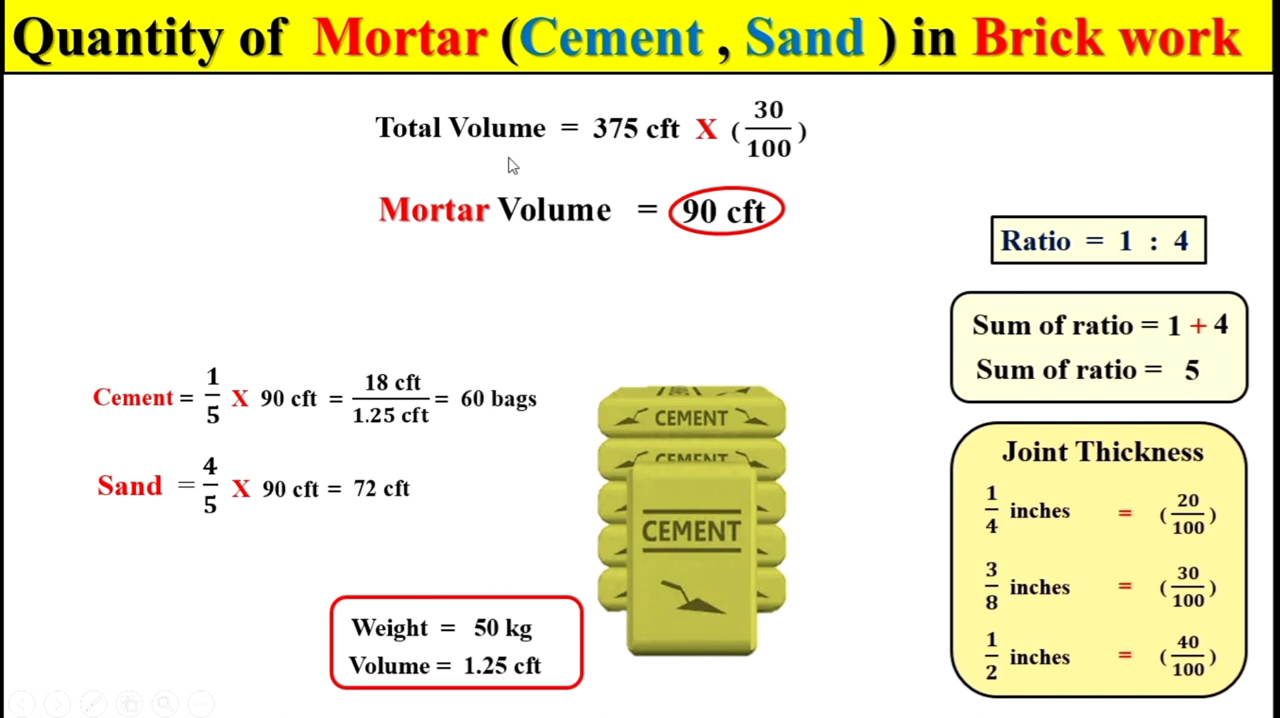 Quantity of Mortar (Cement , Sand ) in Brick work
Total Volume = 375 cft X (30/100)
Mortar Volume = 90 cft
Ratio = 1 : 4
Sum of ratio = 1 + 4
Sum of ratio = 5
Cement = 1/5 X 90 cft = 18 cft/1.25 cft = 60 bags
Sand = 4/5 X 90 cft = 72 cft
CEMENT
CEMENT
CEMENT
Weight = 50 kg
Volume = 1.25 cft
Joint Thickness
1/4 inches = (20/100)
3/8 inches = (30/100)
1/2 inches = (40/100)